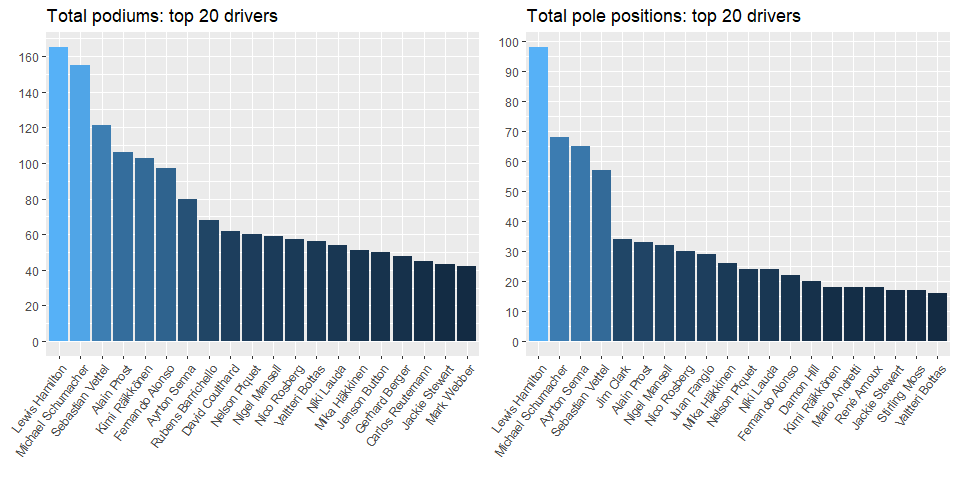 Total podiums: top 20 drivers
160
140
120
100
80
60
40
20
0
Lewis Hamilton
Michael Schumacher
Sebastian Vettel
Alain Prost
Kimi Räikkönen
Fernando Alonso
Ayrton Senna
Rubens Barrichello
David Coulthard
Nelson Piquet
Nigel Mansell
Nico Rosberg
Valtteri Bottas
Niki Lauda
Mika Häkkinen
Jenson Button
Gerhard Berger
Carlos Reutemann
Jackie Stewart
Mark Webber
Total pole positions: top 20 drivers
100
90
80
70
60
50
40
30
20
10
0
Lewis Hamilton
Michael Schumacher
Ayrton Senna
Sebastian Vettel
Jim Clark
Alain Prost
Nigel Mansell
Nico Rosberg
Juan Fangio
Mika Häkkinen
Nelson Piquet
Niki Lauda
Fernando Alonso
Damon Hill
Kimi Räikkönen
Mario Andretti
René Arnoux
Jackie Stewart
Stirling Moss
Valtteri Bottas